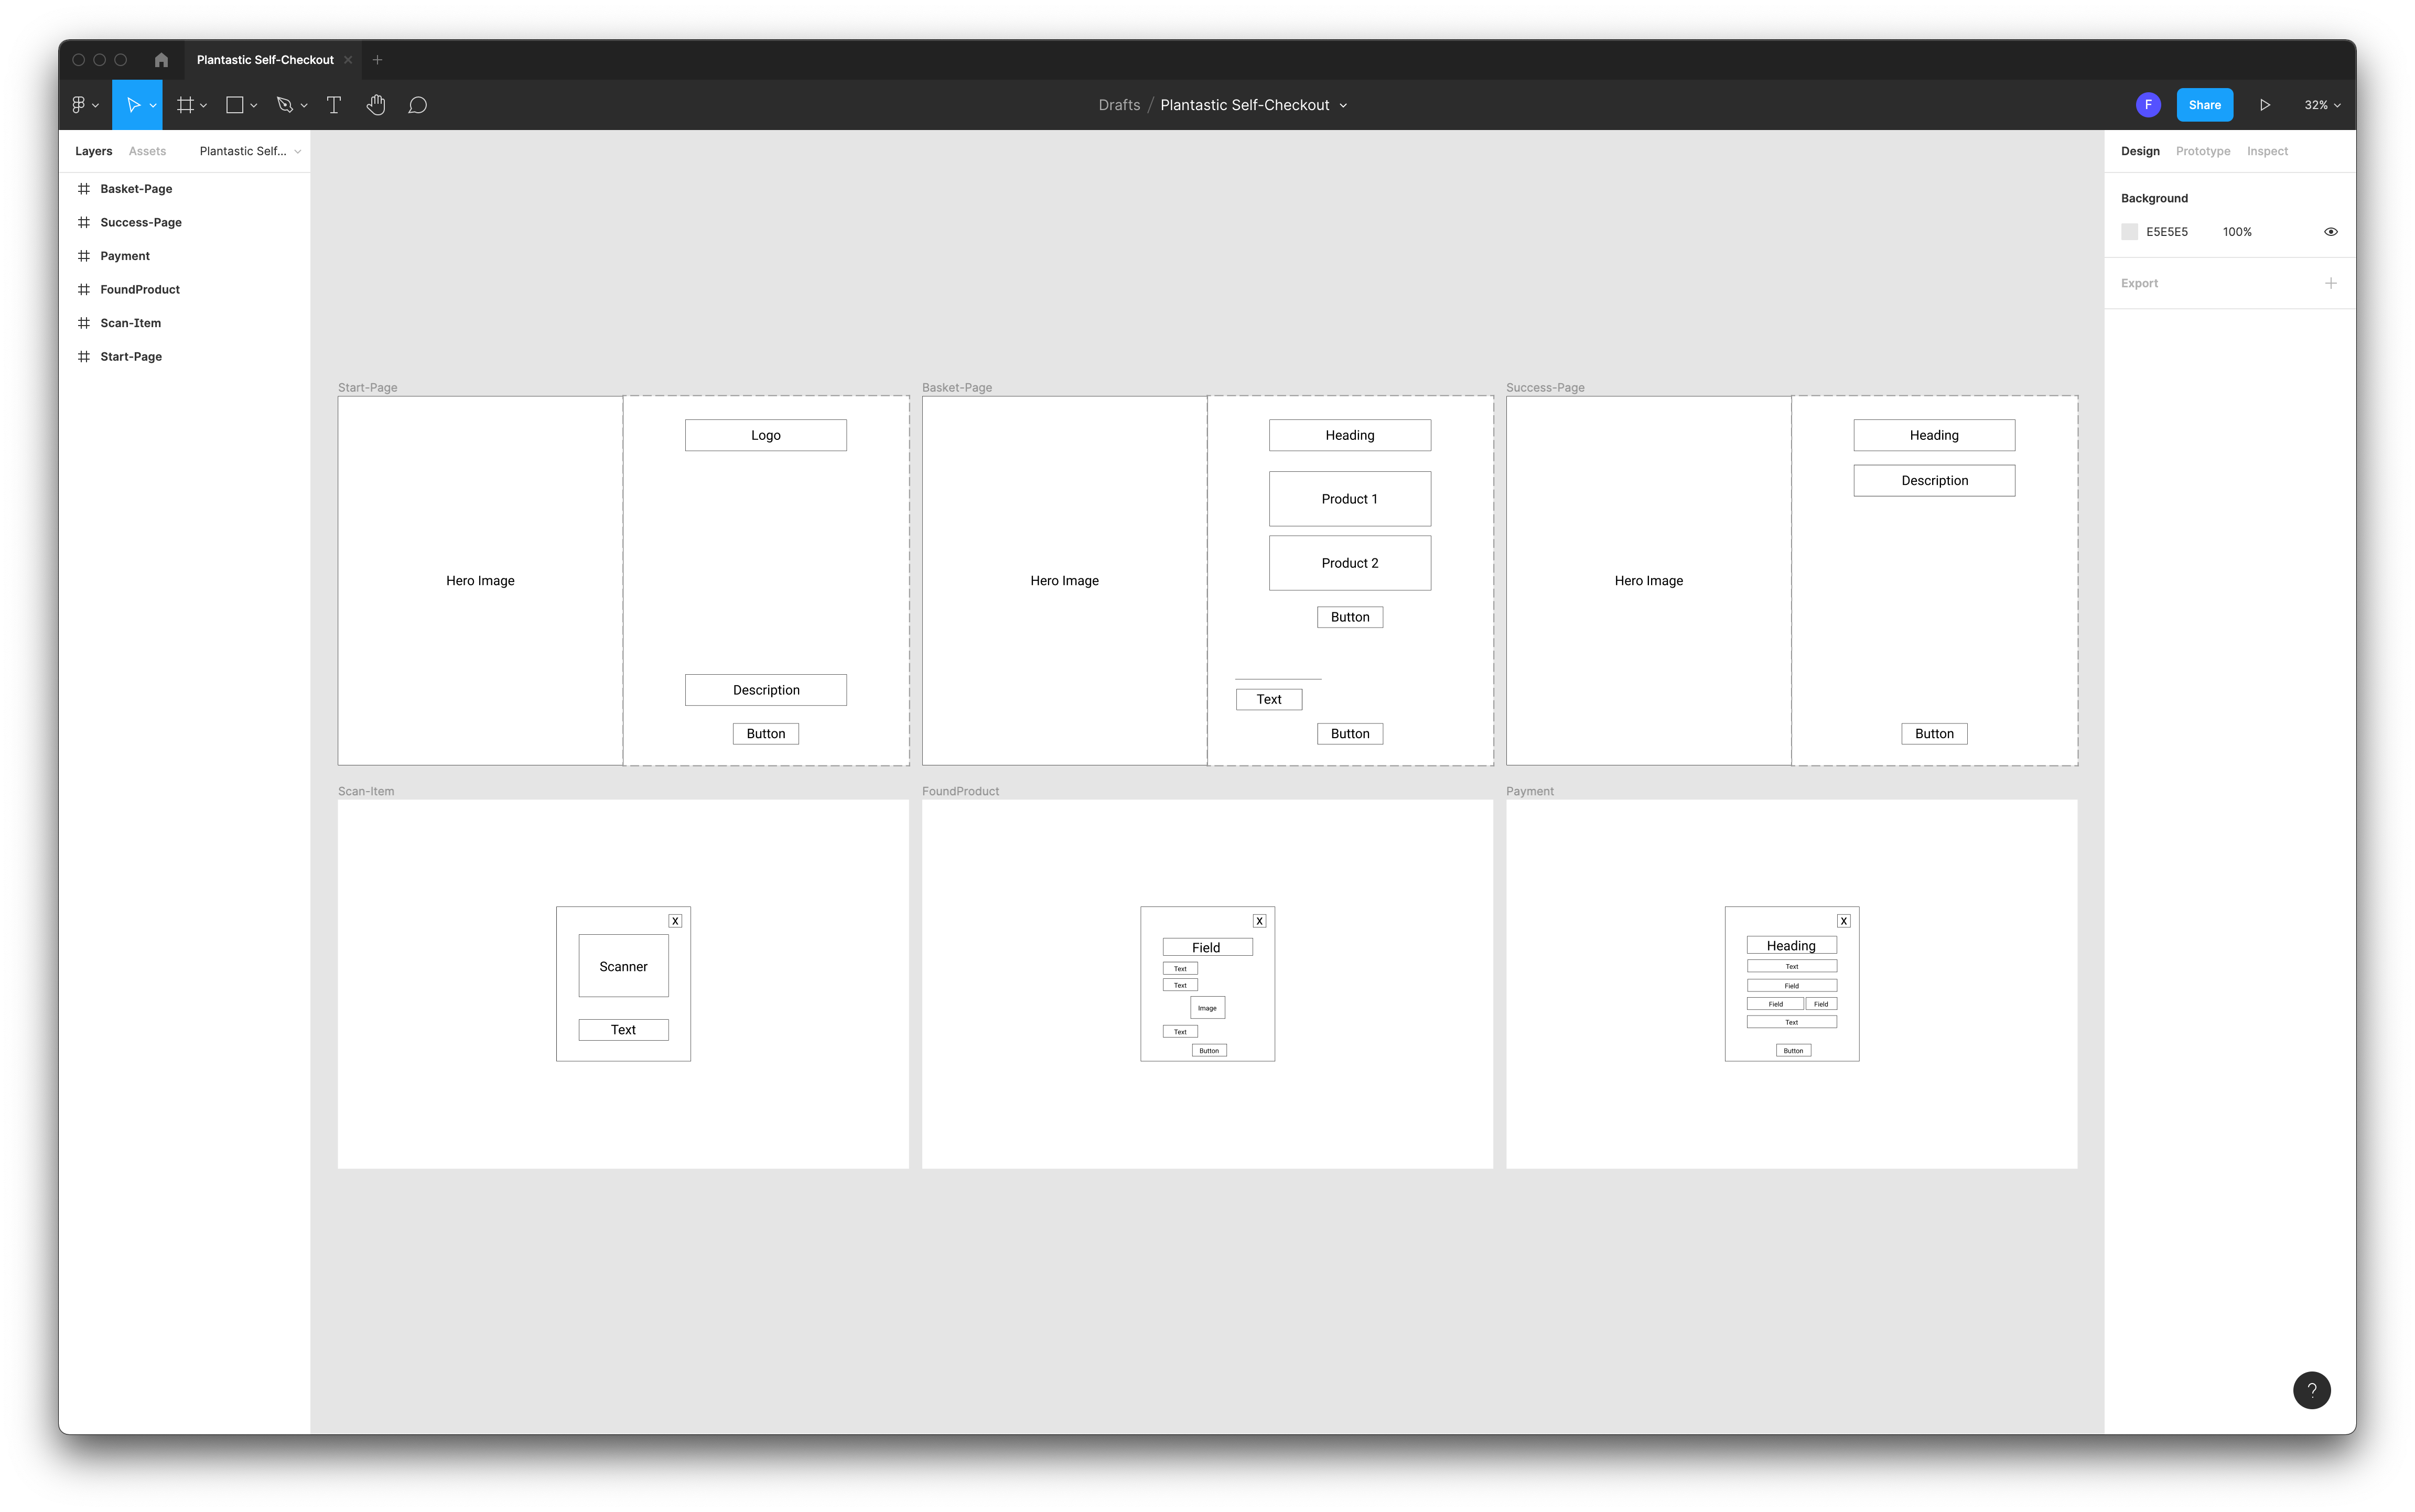 Plantastic Self-Checkout
Drafts / Plantastic Self-Checkout
F
Share
32%
Layers
Assets
Plantastic Self...
Basket-Page
Success-Page
Payment
FoundProduct
Scan-Item
Start-Page
Design
Prototype
Inspect
Background
E5E5E5
100%
Export
Start-Page
Hero Image
Logo
Description
Button
Basket-Page
Hero Image
Heading
Product 1
Product 2
Button
Text
Button
Success-Page
Hero Image
Heading
Description
Button
Scan-Item
X
Scanner
Text
FoundProduct
X
Field
Text
Text
Image
Text
Button
Payment
X
Heading
Text
Field
Field Field
Text
Button
?